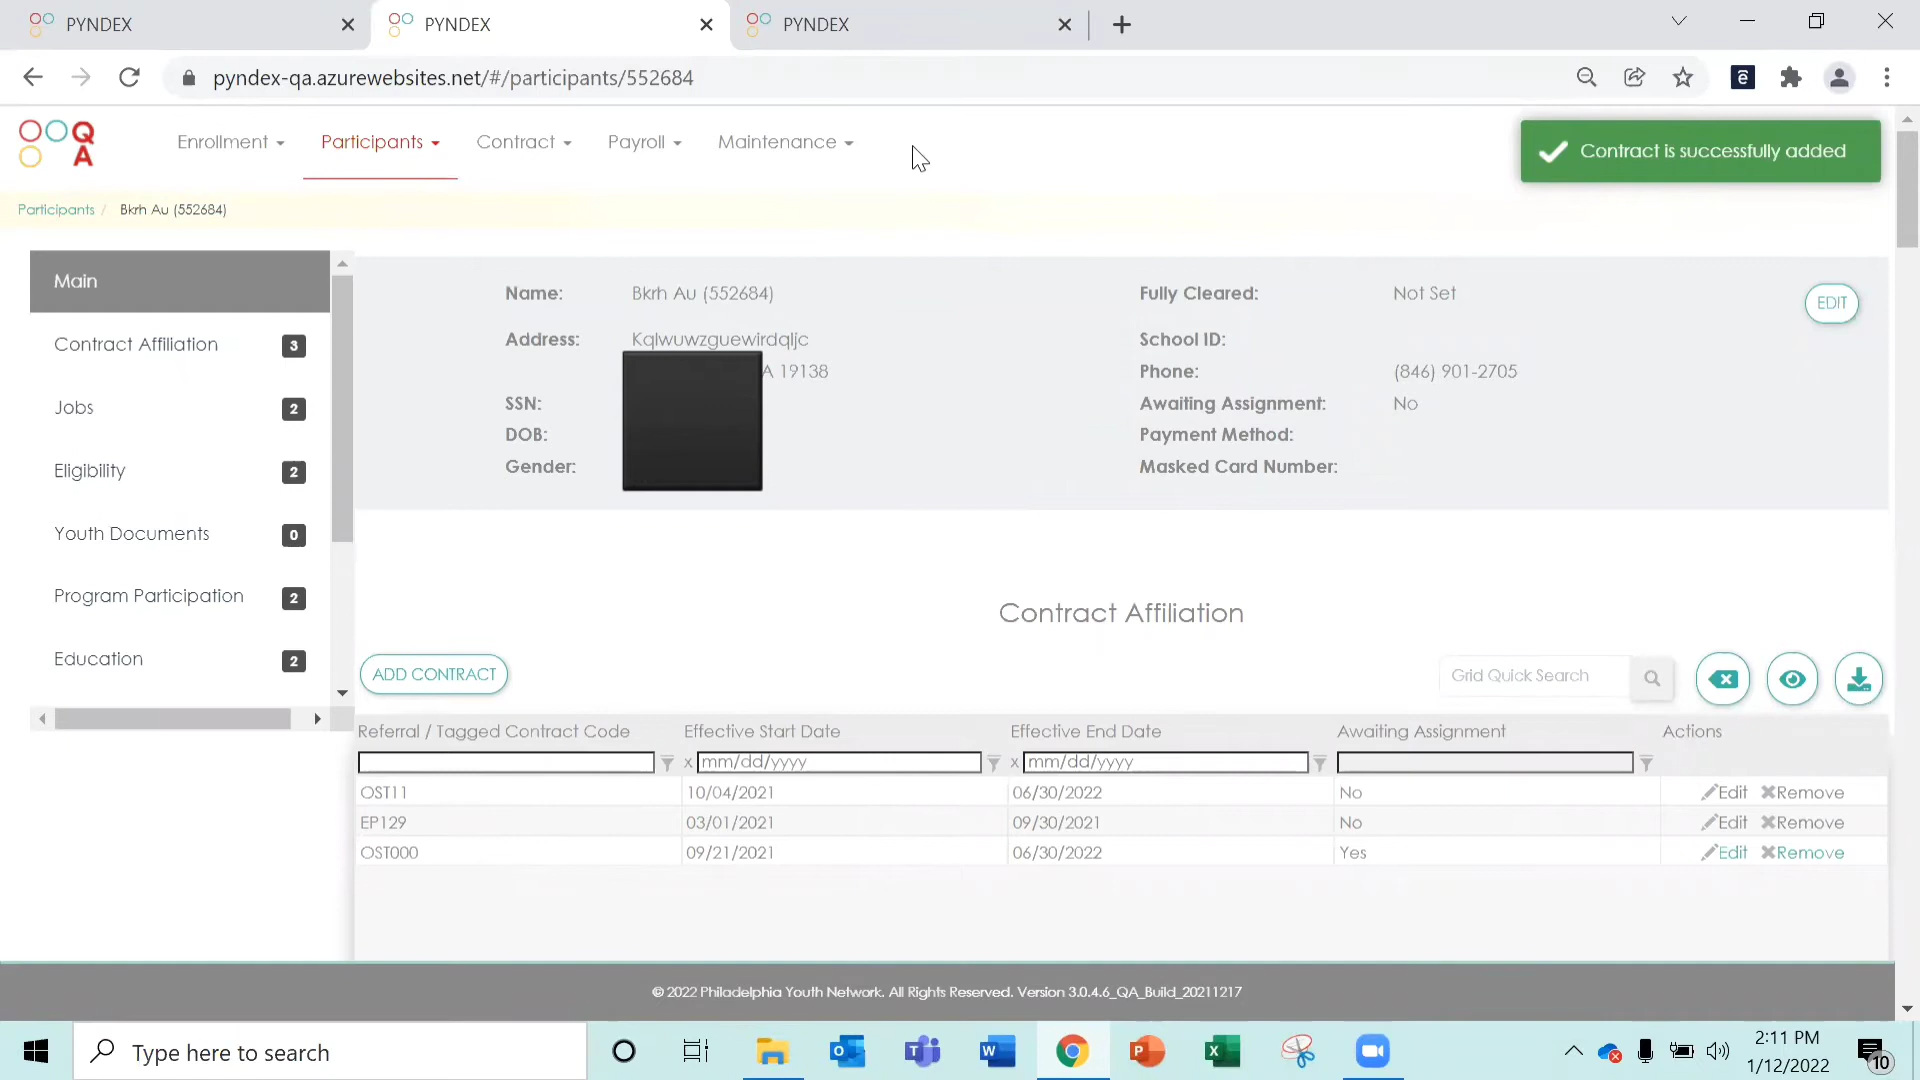 PYNDEX
PYNDEX
PYNDEX
pyndex-qa.azurewebsites.net/#/participants/552684
Q
A
Enrollment
Participants
Contract
Payroll
Maintenance
Contract is successfully added
Participants / Bkrh Au (552684)
Main
Contract Affiliation 3
Jobs 2
Eligibility 2
Youth Documents 0
Program Participation 2
Education 2
Name: Bkrh Au (552684)
Fully Cleared: Not Set
EDIT
Address: Kqlwuwzguewirdqljc
School ID:
A 19138
Phone: (846) 901-2705
SSN:
Awaiting Assignment: No
DOB:
Payment Method:
Gender:
Masked Card Number:
Contract Affiliation
ADD CONTRACT
Grid Quick Search
Referral / Tagged Contract Code Effective Start Date Effective End Date Awaiting Assignment Actions
x mm/dd/yyyy x mm/dd/yyyy
OST11 10/04/2021 06/30/2022 No Edit Remove
EP129 03/01/2021 09/30/2021 No Edit Remove
OST000 09/21/2021 06/30/2022 Yes Edit Remove
© 2022 Philadelphia Youth Network. All Rights Reserved. Version 3.0.4.6_QA_Build_20211217
Type here to search
2:11 PM
1/12/2022
10